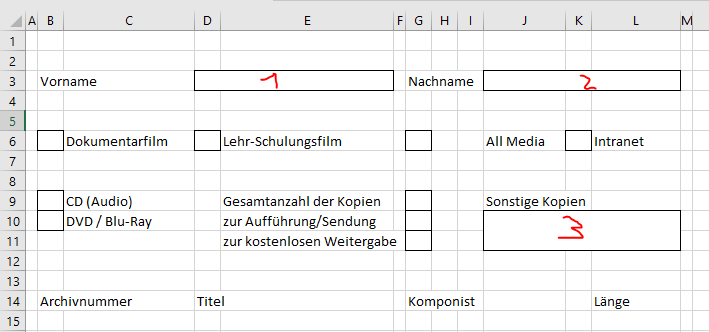 A B C D E F G H I J K L M
1
2
3 Vorname 1 Nachname 2
4
5
6 Dokumentarfilm Lehr-Schulungsfilm All Media Intranet
7
8
9 CD (Audio) Gesamtanzahl der Kopien Sonstige Kopien
10 DVD / Blu-Ray zur Aufführung/Sendung 3
11 zur kostenlosen Weitergabe
12
13
14 Archivnummer Titel Komponist Länge
15